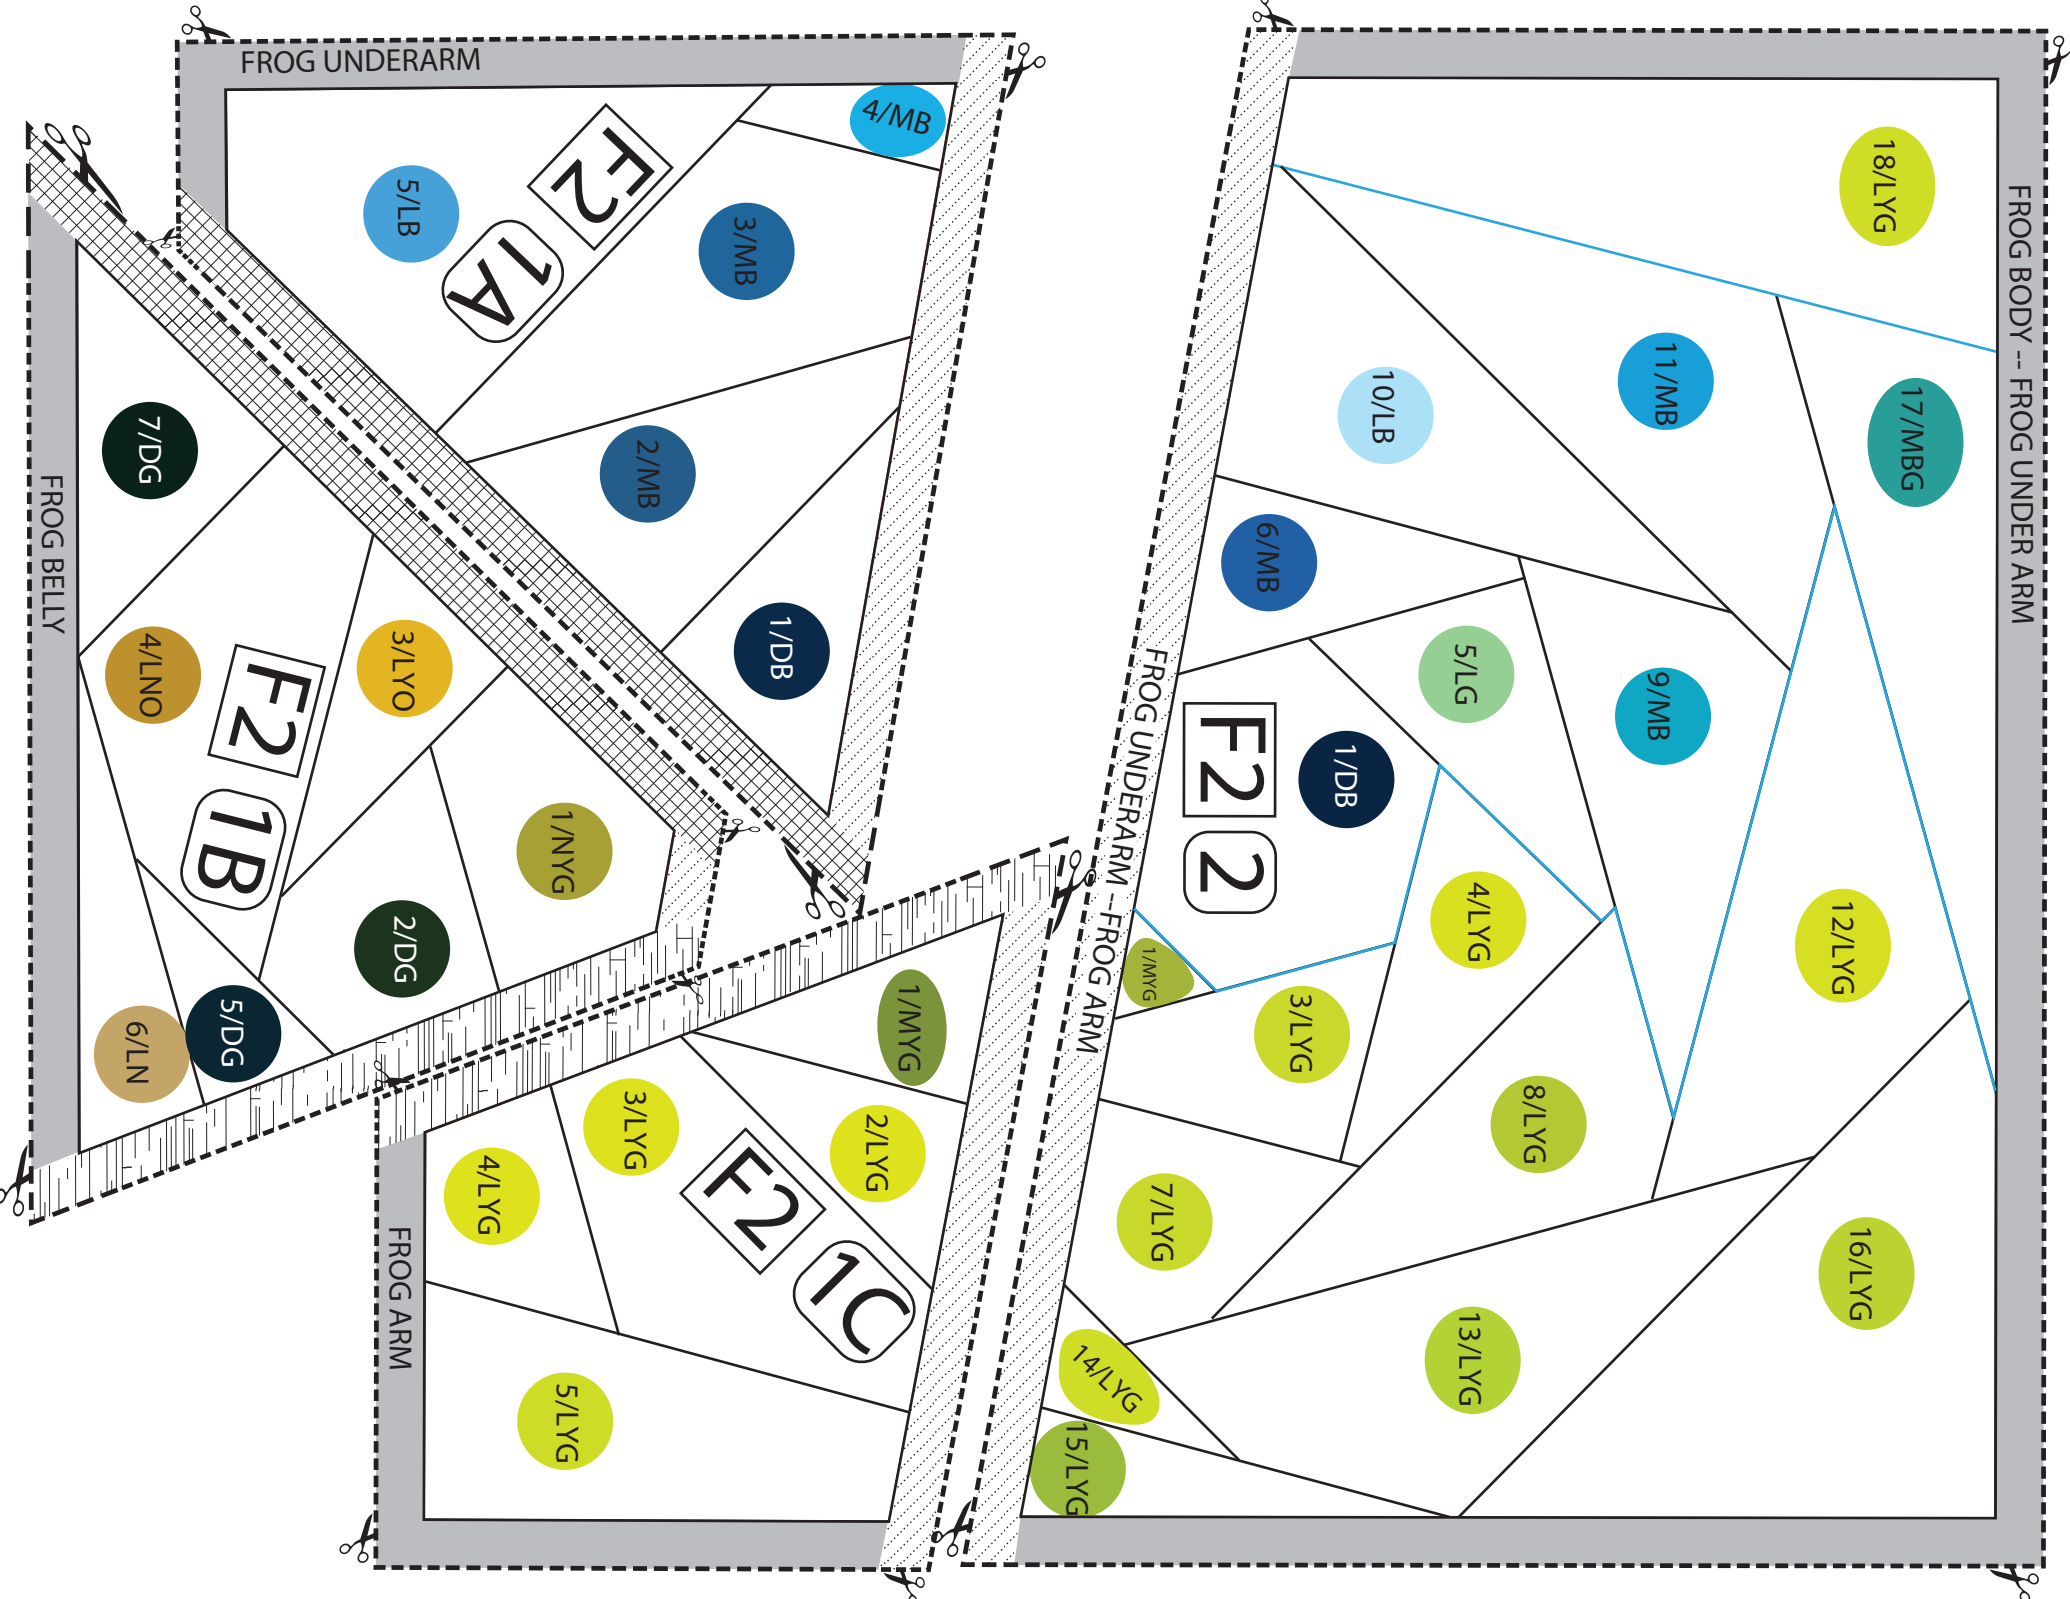 FROG UNDERARM
4/MB
5/LB
F2
1A
3/MB
2/MB
1/DB
FROG BELLY
7/DG
4/LNO
3/LYO
F2
1B
1/NYG
2/DG
5/DG
6/LN
FROG ARM
1/MYG
2/LYG
3/LYG
4/LYG
F2
1C
5/LYG
FROG UNDERARM -- FROG ARM
FROG BODY -- FROG UNDER ARM
18/LYG
11/MB
17/MBG
10/LB
6/MB
5/LG
9/MB
F2
2
1/DB
4/LYG
12/LYG
1/MYG
3/LYG
8/LYG
7/LYG
16/LYG
13/LYG
14/LYG
15/LYG